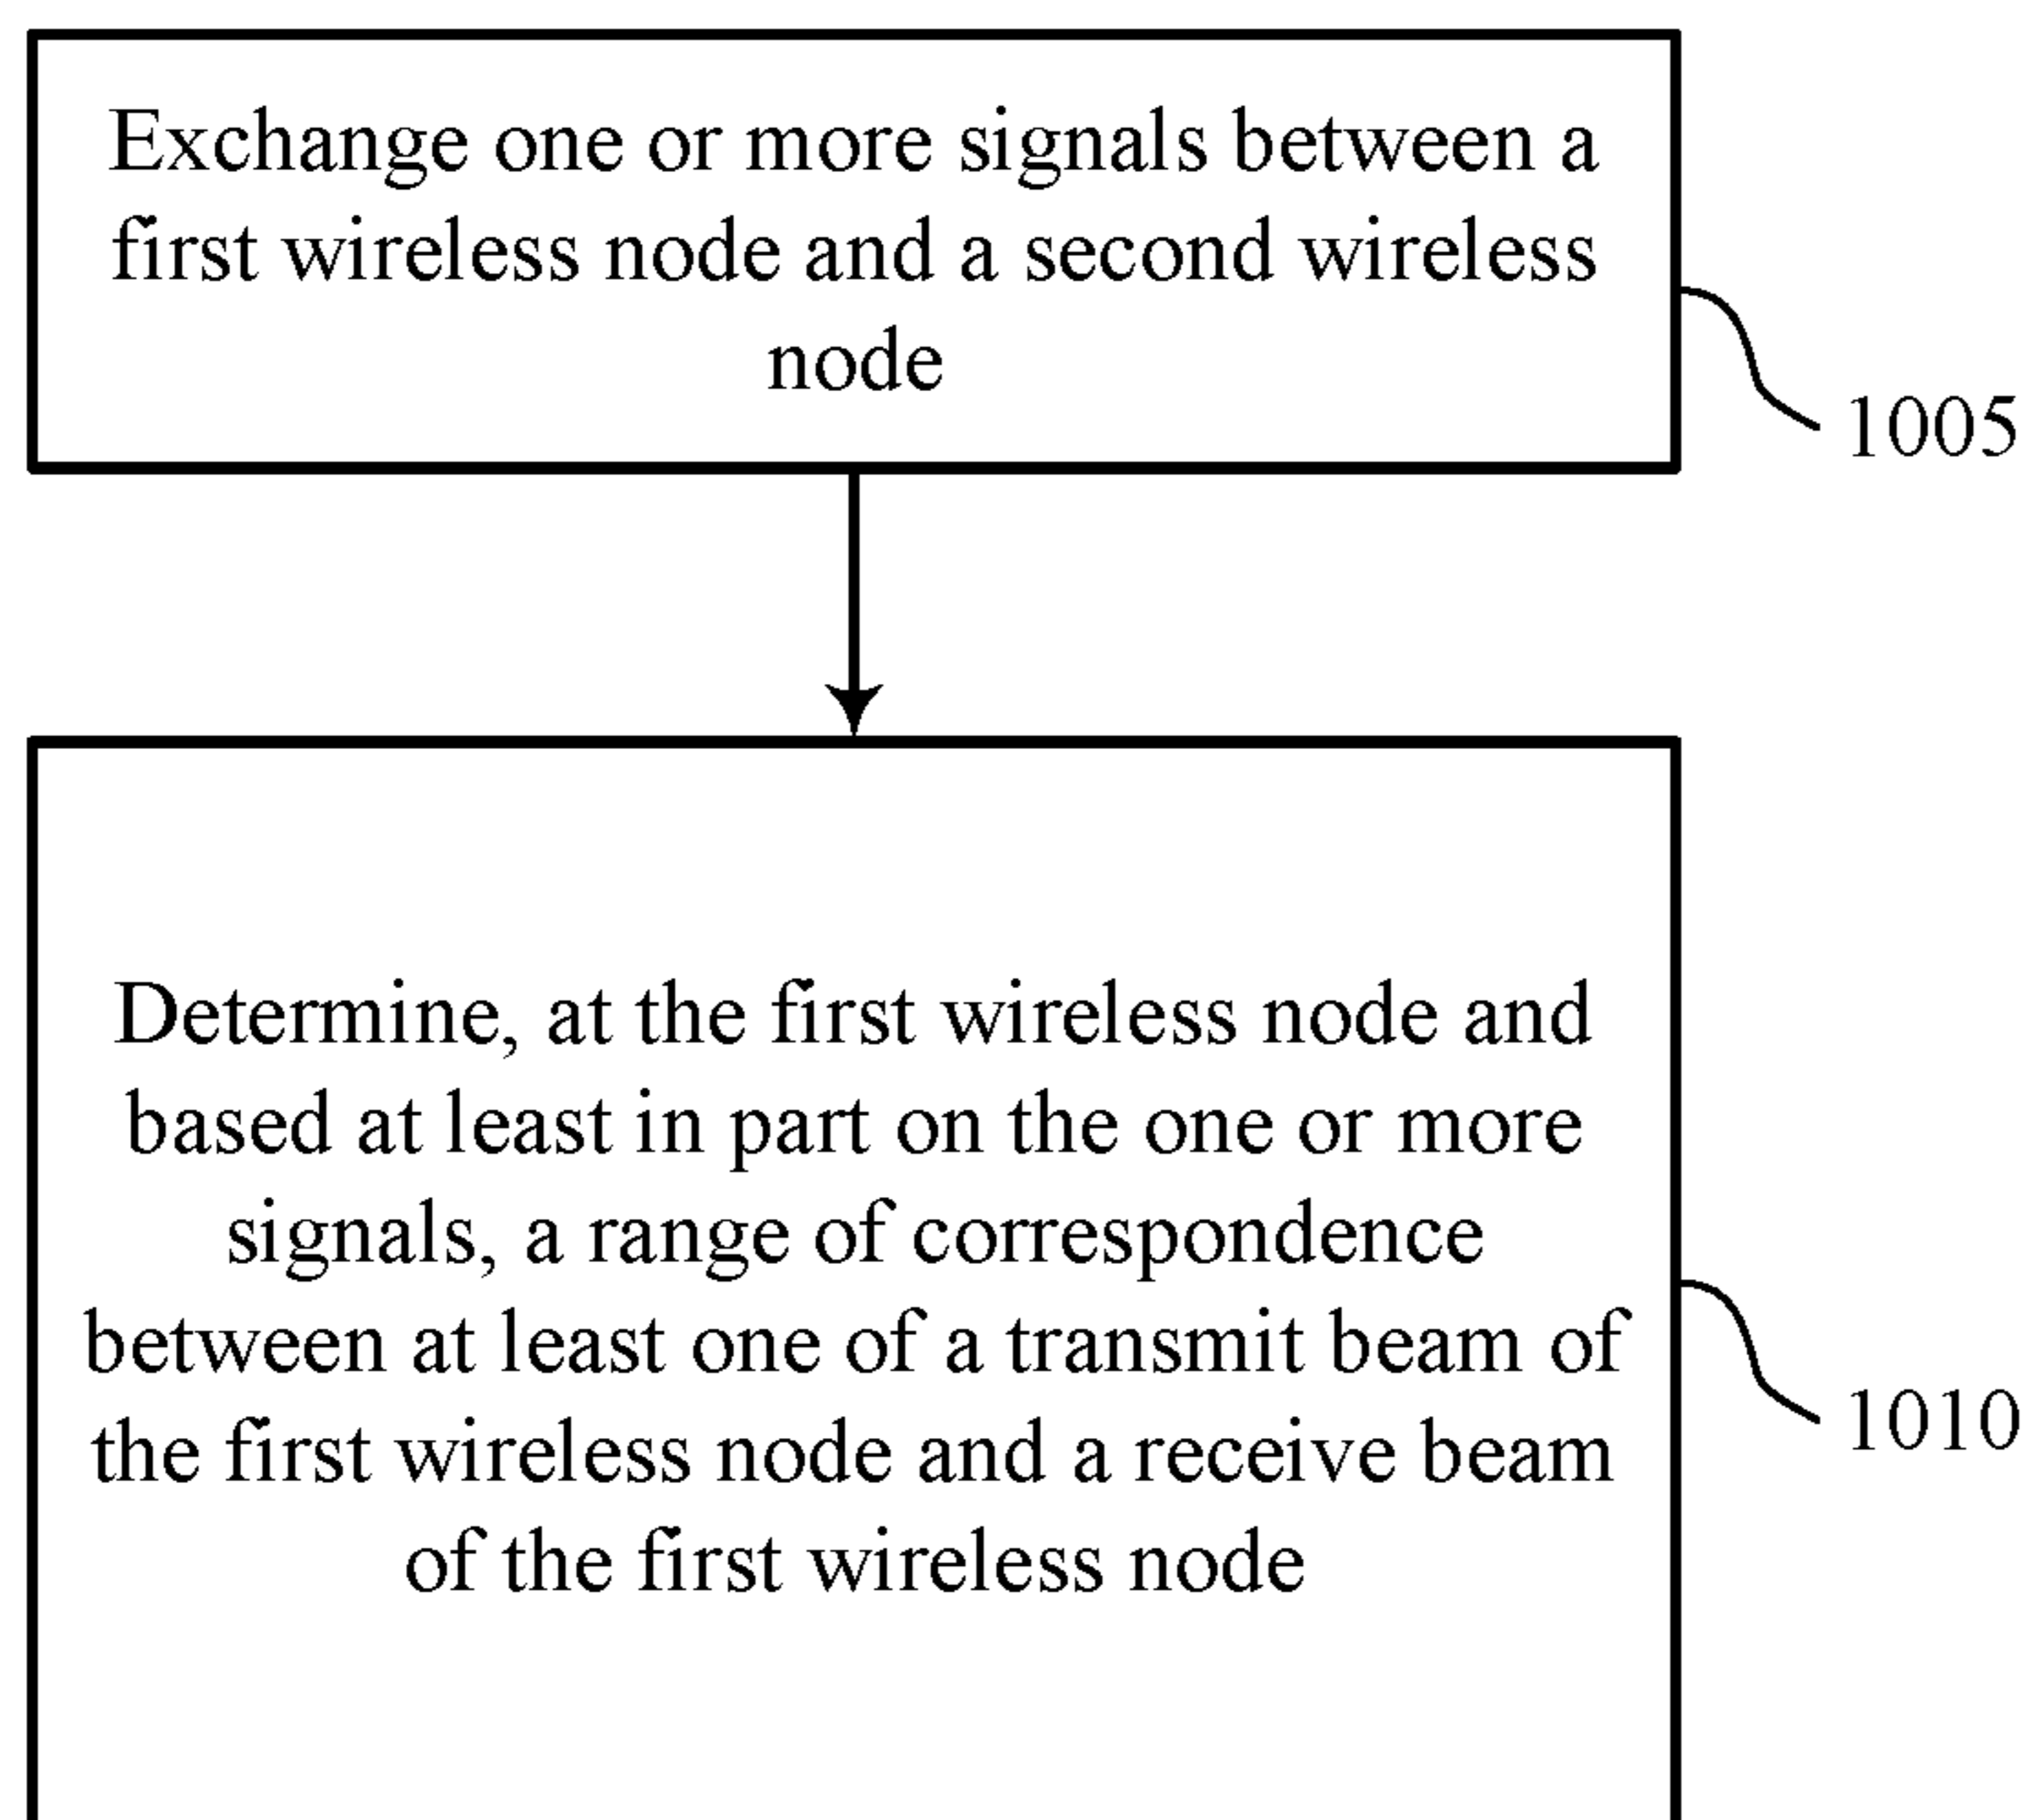 Exchange one or more signals between a
first wireless node and a second wireless
node
1005
Determine, at the first wireless node and
based at least in part on the one or more
signals, a range of correspondence
between at least one of a transmit beam of
the first wireless node and a receive beam
of the first wireless node
1010